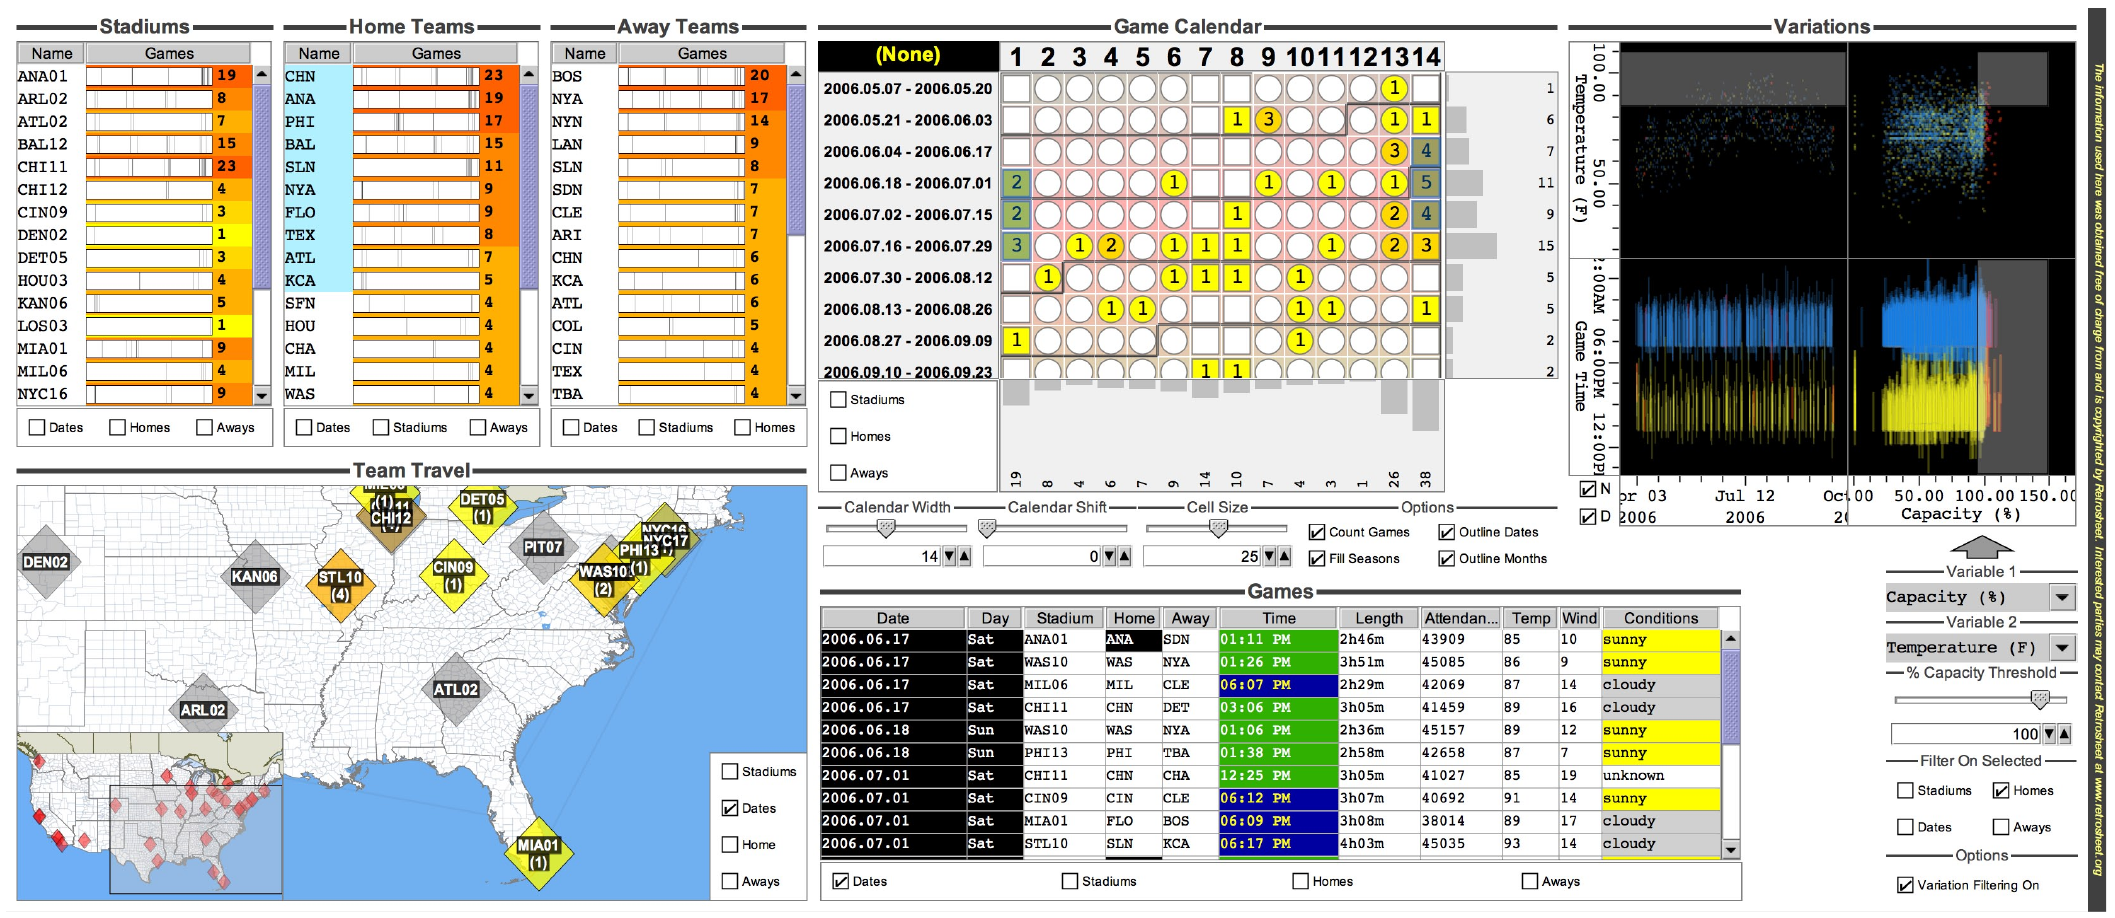 Stadiums
Name Games
ANA01 19
ARL02 8
ATL02 7
BAL12 15
CHI11 23
CHI12 4
CIN09 3
DEN02 1
DET05 3
HOU03 4
KAN06 5
LOS03 1
MIA01 9
MIL06 4
NYC16 9
Dates Homes Aways
Home Teams
Name Games
CHN 23
ANA 19
PHI 17
BAL 15
SLN 11
NYA 9
FLO 9
TEX 8
ATL 7
KCA 5
SFN 4
HOU 4
CHA 4
MIL 4
WAS 4
Dates Stadiums Aways
Away Teams
Name Games
BOS 20
NYA 17
NYN 14
LAN 9
SLN 8
SDN 7
CLE 7
ARI 7
CHN 6
KCA 6
ATL 6
COL 5
CIN 4
TEX 4
TBA 4
Dates Stadiums Homes
Game Calendar
(None) 1 2 3 4 5 6 7 8 9 10 11 12 13 14
2006.05.07 - 2006.05.20 1 1
2006.05.21 - 2006.06.03 1 3 1 1 6
2006.06.04 - 2006.06.17 3 4 7
2006.06.18 - 2006.07.01 2 1 1 1 1 5 11
2006.07.02 - 2006.07.15 2 1 2 4 9
2006.07.16 - 2006.07.29 3 1 2 1 1 1 1 2 3 15
2006.07.30 - 2006.08.12 1 1 1 1 1 5
2006.08.13 - 2006.08.26 1 1 1 1 1 5
2006.08.27 - 2006.09.09 1 1 2
2006.09.10 - 2006.09.23 1 1 2
Stadiums
Homes
Aways
19 8 4 6 7 9 14 10 7 4 3 1 26 38
Calendar Width Calendar Shift Cell Size Options
Count Games Outline Dates
14 0 25 Fill Seasons Outline Months
Variations
100.00
50.00
Temperature (F)
06:00PM 12:00P
Game Time
N
D
pr 03 Jul 12 Oct .00 50.00 100.00 150.00
2006 2006 Capacity (%)
Variable 1
Capacity (%)
Variable 2
Temperature (F)
% Capacity Threshold
100
Filter On Selected
Stadiums Homes
Dates Aways
Options
Variation Filtering On
Team Travel
DET05
(1)
(1)
CHI12
NYC16
NYC17
PHI13
(1)
PIT07
DEN02
KAN06
STL10
(4)
CIN09
(1)
WAS10
(2)
ARL02
ATL02
MIA01
(1)
Stadiums
Dates
Home
Aways
Games
Date Day Stadium Home Away Time Length Attendan... Temp Wind Conditions
2006.06.17 Sat ANA01 ANA SDN 01:11 PM 2h46m 43909 85 10 sunny
2006.06.17 Sat WAS10 WAS NYA 01:26 PM 3h51m 45085 86 9 sunny
2006.06.17 Sat MIL06 MIL CLE 06:07 PM 2h29m 42069 87 14 cloudy
2006.06.17 Sat CHI11 CHN DET 03:06 PM 3h05m 41459 89 16 cloudy
2006.06.18 Sun WAS10 WAS NYA 01:06 PM 2h36m 45157 89 12 sunny
2006.06.18 Sun PHI13 PHI TBA 01:38 PM 2h58m 42658 87 7 sunny
2006.07.01 Sat CHI11 CHN CHA 12:25 PM 3h05m 41027 85 19 unknown
2006.07.01 Sat CIN09 CIN CLE 06:12 PM 3h07m 40692 91 14 sunny
2006.07.01 Sat MIA01 FLO BOS 06:09 PM 3h08m 38014 89 17 cloudy
2006.07.01 Sat STL10 SLN KCA 06:17 PM 4h03m 45035 93 14 cloudy
Dates Stadiums Homes Aways
The information used here was obtained free of charge from and is copyrighted by Retrosheet. Interested parties may contact Retrosheet at www.retrosheet.org